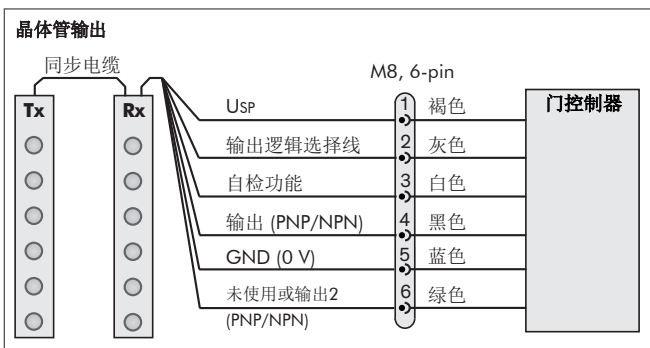 晶体管输出
同步电缆
M8, 6-pin
Tx
Rx
USP
1
褐色
门控制器
输出逻辑选择线
2
灰色
自检功能
3
白色
输出 (PNP/NPN)
4
黑色
GND (0 V)
5
蓝色
未使用或输出2
(PNP/NPN)
6
绿色